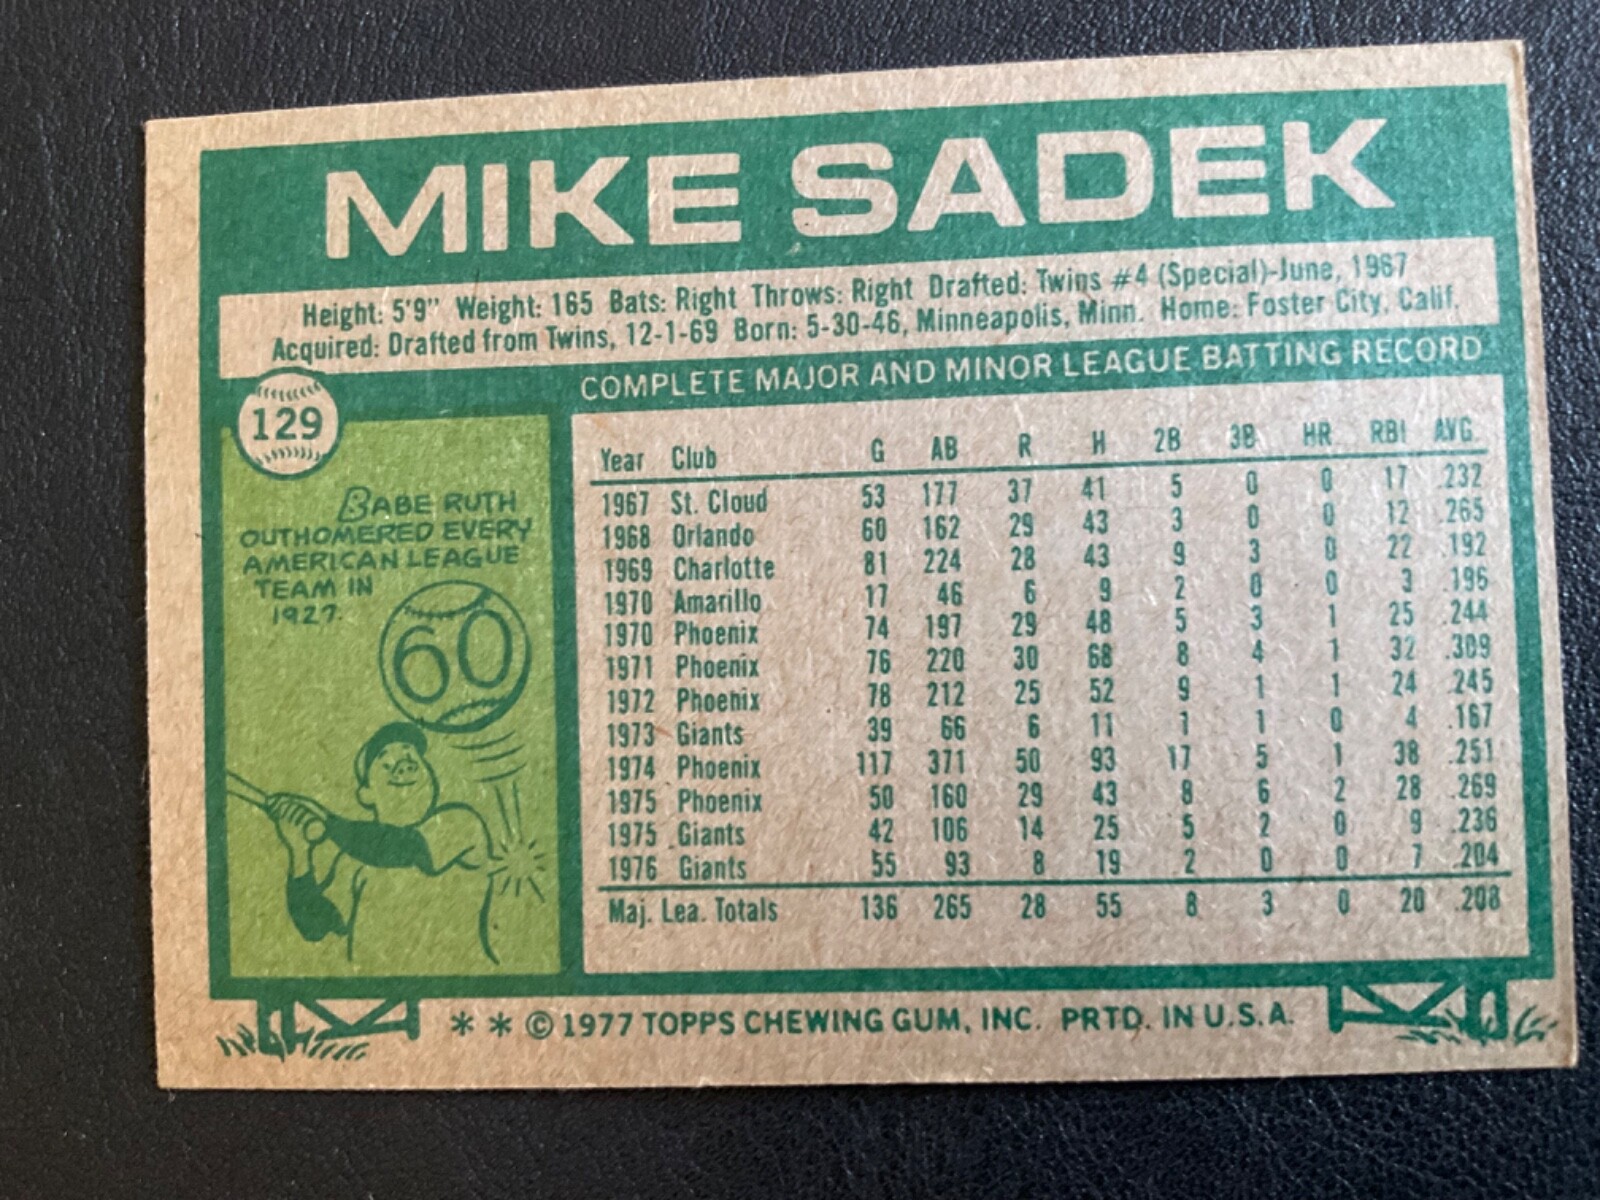 MIKE SADEK
Height: 5'9" Weight: 165 Bats: Right Throws: Right Drafted: Twins #4 (Special)-June, 1967
Acquired: Drafted from Twins, 12-1-69 Born: 5-30-46, Minneapolis, Minn. Home: Foster City, Calif.
129
BABE RUTH
OUTHOMERED EVERY
AMERICAN LEAGUE
TEAM IN
1927.
60
COMPLETE MAJOR AND MINOR LEAGUE BATTING RECORD
Year Club G AB R H 2B 3B HR RBI AVG.
1967 St. Cloud 53 177 37 41 5 0 0 17 .232
1968 Orlando 60 162 29 43 3 0 0 12 .265
1969 Charlotte 81 224 28 43 9 3 0 22 .192
1970 Amarillo 17 46 6 9 2 0 0 3 .196
1970 Phoenix 74 197 29 48 5 3 1 25 .244
1971 Phoenix 76 220 30 68 8 4 1 32 .309
1972 Phoenix 78 212 25 52 9 1 1 24 .245
1973 Giants 39 66 6 11 1 1 0 4 .167
1974 Phoenix 117 371 50 93 17 5 1 38 .251
1975 Phoenix 50 160 29 43 8 6 2 28 .269
1975 Giants 42 106 14 25 5 2 0 9 .236
1976 Giants 55 93 8 19 2 0 0 7 .204
Maj. Lea. Totals 136 265 28 55 8 3 0 20 .208
* * © 1977 TOPPS CHEWING GUM, INC. PRTD. IN U.S.A.